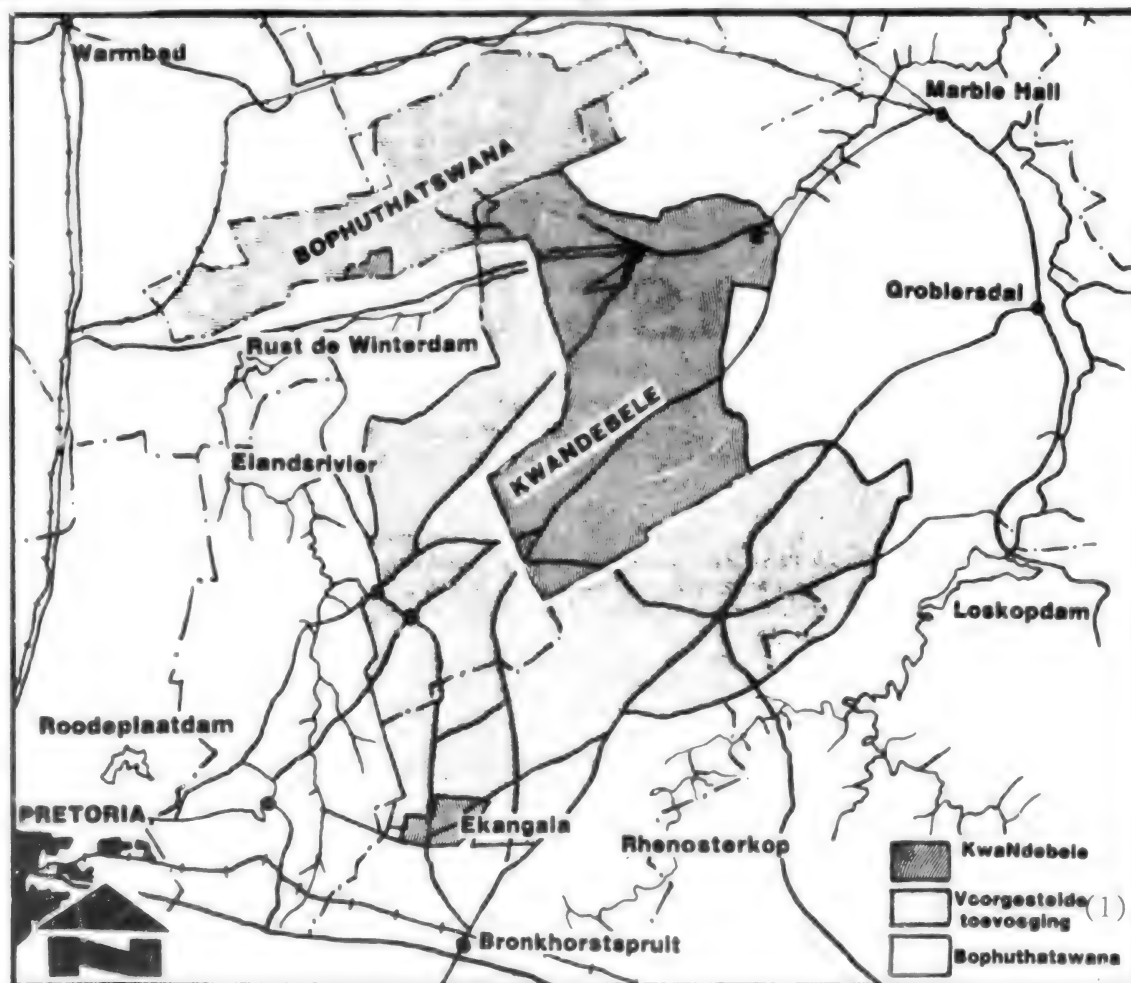 Warmbad
Marble Hall
BOPHUTHATSWANA
Groblersdal
Rust de Winterdam
KWANDEBELE
Elandsrivier
Loskopdam
Roodeplaatdam
PRETORIA
Ekangala
Rhenosterkop
KwaNdebele
Voorgestelde (1)
toevoeging
Bophuthatswana
Bronkhorstspruit
N